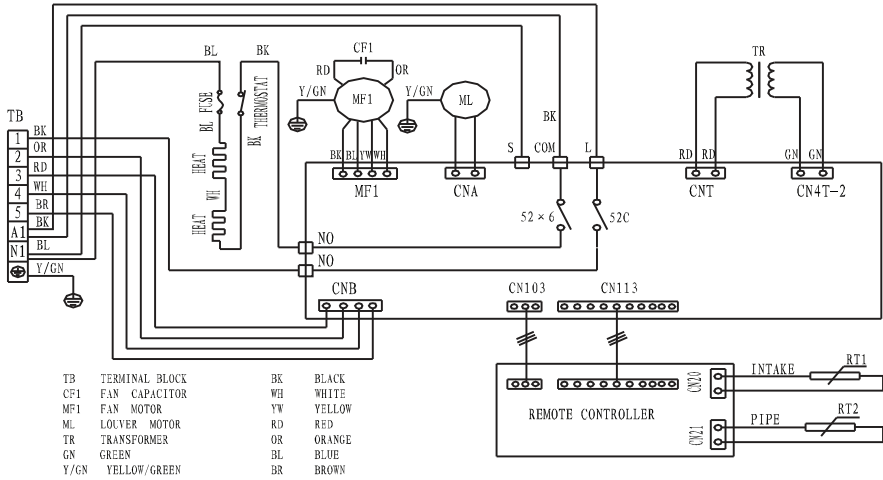 CF1
TR
BL
BK
RD
OR
Y/GN
MF1
Y/GN
ML
BL FUSE
BK THERMOSTAT
BK
TB
1
2
3
4
5
A1
N1
BK
OR
RD
WH
BR
BK
BL
Y/GN
HEAT
WH
HEAT
BK
BL
YW
WH
S
COM
L
RD
RD
GN
GN
MF1
CNA
CNT
CN4T-2
52×6
52C
NO
NO
CNB
CN103
CN113
REMOTE CONTROLLER
CN20
INTAKE
RT1
CN21
PIPE
RT2
TB TERMINAL BLOCK
CF1 FAN CAPACITOR
MF1 FAN MOTOR
ML LOUVER MOTOR
TR TRANSFORMER
GN GREEN
Y/GN YELLOW/GREEN
BK BLACK
WH WHITE
YW YELLOW
RD RED
OR ORANGE
BL BLUE
BR BROWN